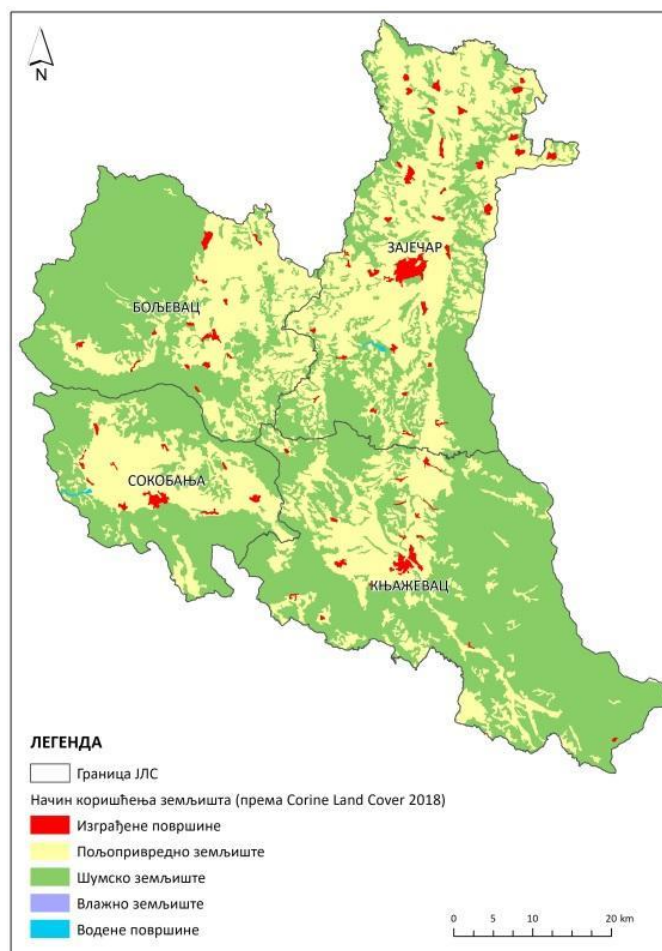 N
ЗАЈЕЧАР
БОЉЕВАЦ
СОКОБАЊА
КЊАЖЕВАЦ
ЛЕГЕНДА
Граница ЈЛС
Начин коришћења земљишта (према Corine Land Cover 2018)
Изграђене површине
Пољопривредно земљиште
Шумско земљиште
Влажно земљиште
Водене површине
0 5 10 20 km